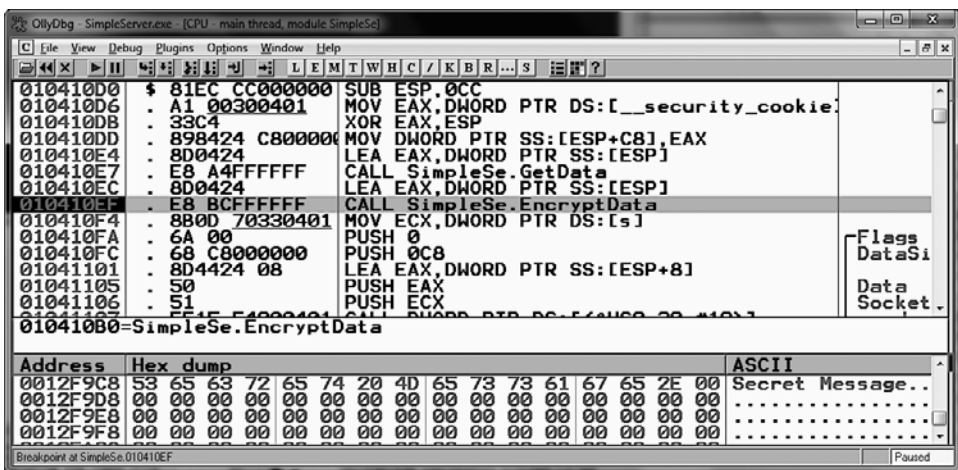 OllyDbg - SimpleServer.exe - [CPU - main thread, module SimpleSe]
C File View Debug Plugins Options Window Help
L E M T W H C / K B R ... S ?
010410D0 $ 81EC CC000000 SUB ESP,0CC
010410D6 . A1 00300401 MOV EAX,DWORD PTR DS:[__security_cookie]
010410DB . 33C4 XOR EAX,ESP
010410DD . 898424 C800000 MOV DWORD PTR SS:[ESP+C8],EAX
010410E4 . 8D0424 LEA EAX,DWORD PTR SS:[ESP]
010410E7 . E8 A4FFFFFF CALL SimpleSe.GetData
010410EC . 8D0424 LEA EAX,DWORD PTR SS:[ESP]
010410EF . E8 BCFFFFFF CALL SimpleSe.EncryptData
010410F4 . 8B0D 70330401 MOV ECX,DWORD PTR DS:[s]
010410FA . 6A 00 PUSH 0 Flags
010410FC . 68 C8000000 PUSH 0C8 DataSi
01041101 . 8D4424 08 LEA EAX,DWORD PTR SS:[ESP+8]
01041105 . 50 PUSH EAX Data
01041106 . 51 PUSH ECX Socket
010410B0=SimpleSe.EncryptData
Address Hex dump ASCII
0012F9C8 53 65 63 72 65 74 20 4D 65 73 73 61 67 65 2E 00 Secret Message..
0012F9D8 00 00 00 00 00 00 00 00 00 00 00 00 00 00 00 00 ................
0012F9E8 00 00 00 00 00 00 00 00 00 00 00 00 00 00 00 00 ................
0012F9F8 00 00 00 00 00 00 00 00 00 00 00 00 00 00 00 00 ................
Breakpoint at SimpleSe.010410EF Paused